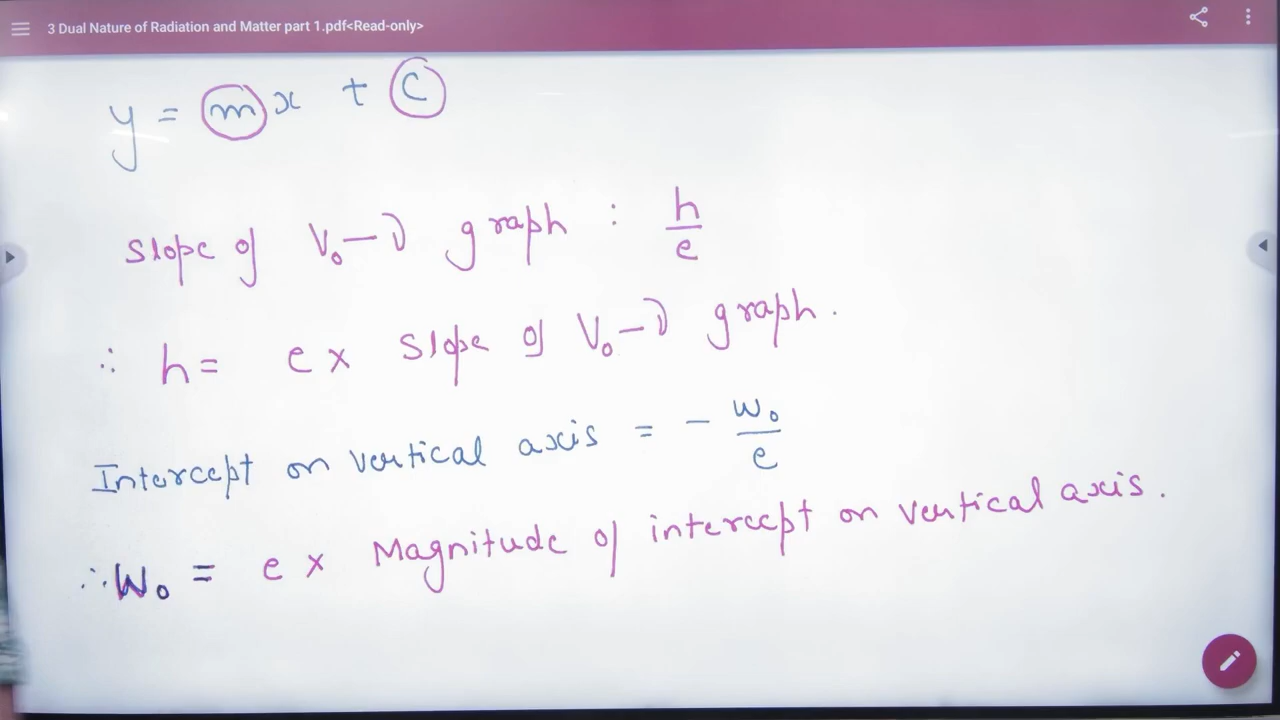 3 Dual Nature of Radiation and Matter part 1.pdf<Read-only>
y = mx + c
Slope of V₀-ν graph : h/e
∴ h = e × Slope of V₀-ν graph.
Intercept on vertical axis = - W₀/e
∴ W₀ = e × Magnitude of intercept on vertical axis.